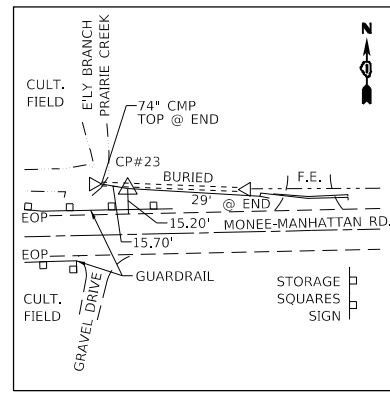 N
CULT.
FIELD
E'LY BRANCH
PRAIRIE CREEK
74" CMP
TOP @ END
CP#23
BURIED
F.E.
29' @ END
15.20'
EOP
MONEE-MANHATTAN RD.
15.70'
EOP
GUARDRAIL
CULT.
FIELD
GRAVEL DRIVE
STORAGE
SQUARES
SIGN